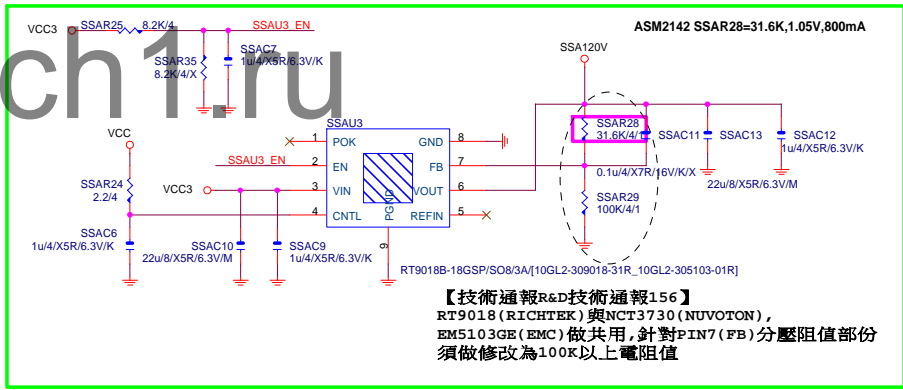 ASM2142 SSAR28=31.6K,1.05V,800mA
VCC3
SSAR25
8.2K/4
SSAU3_EN
SSAR35
8.2K/4/X
SSAC7
1u/4/X5R/6.3V/K
ch1.ru
SSA120V
VCC
SSAR24
2.2/4
SSAU3_EN
VCC3
SSAU3
1
POK
2
EN
3
VIN
4
CNTL
GND
8
FB
7
VOUT
6
REFIN
5
PGND
9
SSAR28
31.6K/4/1
SSAC11
0.1u/4/X7R/16V/K/X
SSAC13
22u/8/X5R/6.3V/M
SSAC12
1u/4/X5R/6.3V/K
SSAR29
100K/4/1
SSAC6
1u/4/X5R/6.3V/K
SSAC10
22u/8/X5R/6.3V/M
SSAC9
1u/4/X5R/6.3V/K
RT9018B-18GSP/SO8/3A/[10GL2-309018-31R_10GL2-305103-01R]
【技術通報R&D技術通報156】
RT9018(RICHTEK)與NCT3730(NUVOTON),
EM5103GE(EMC)做共用,針對PIN7(FB)分壓阻值部份
須做修改為100K以上電阻值